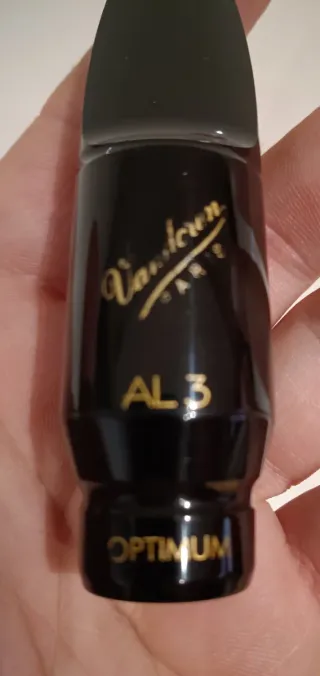 Vandoren
PARIS
AL3
OPTIMUM